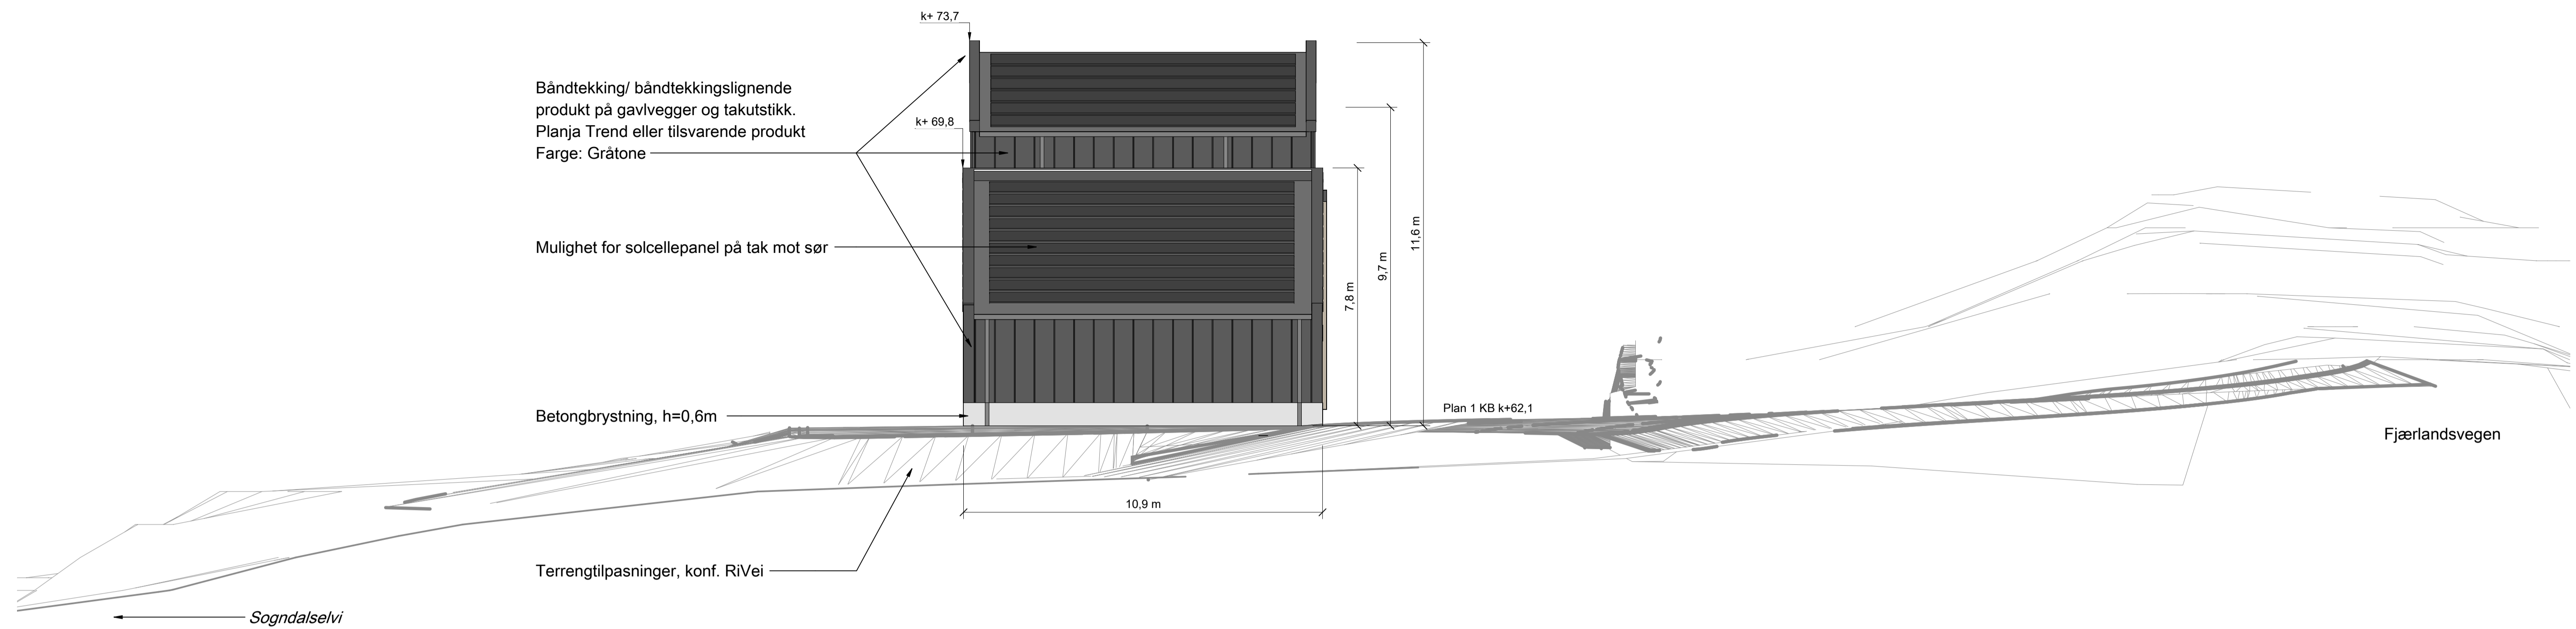 k+ 73,7
Båndtekking/ båndtekkingslignende
produkt på gavlvegger og takutstikk.
Planja Trend eller tilsvarende produkt
Farge: Gråtone
k+ 69,8
Mulighet for solcellepanel på tak mot sør
Betongbrystning, h=0,6m
7,8 m
9,7 m
11,6 m
Plan 1 KB k+62,1
Fjærlandsvegen
10,9 m
Terrengtilpasninger, konf. RiVei
Sogndalselvi